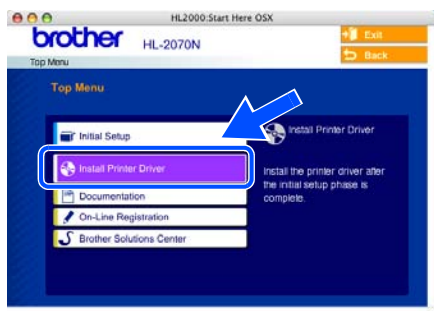 HL2000:Start Here OSX
brother HL-2070N
Exit
Back
Top Menu
Top Menu
Initial Setup
Install Printer Driver
Documentation
On-Line Registration
Brother Solutions Center
Install Printer Driver
Install the printer driver after
the initial setup phase is
complete.